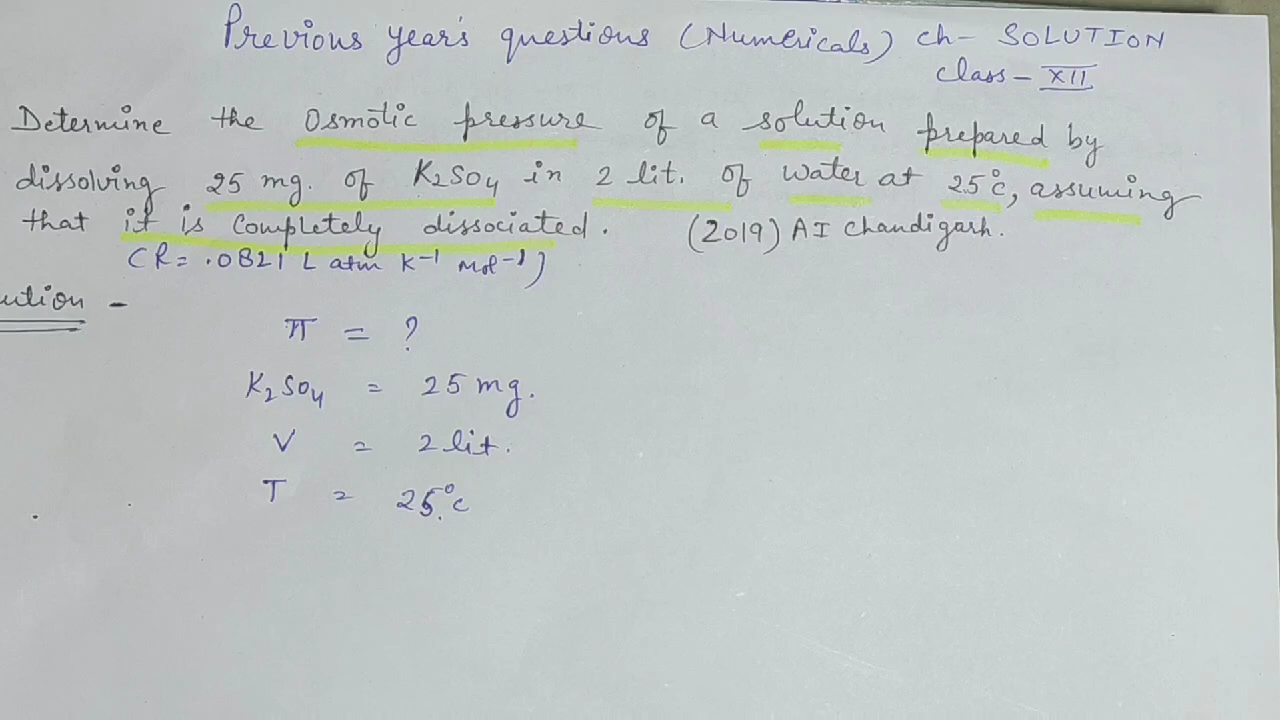 Previous year's questions (Numericals) ch- SOLUTION
Class - XII
Determine the Osmotic pressure of a solution prepared by
dissolving 25 mg. of K₂SO₄ in 2 lit. of water at 25°c, assuming
that it is completely dissociated. (2019) AI Chandigarh.
(R = .0821 L atm K⁻¹ mol⁻¹)
ution -
π = ?
K₂SO₄ = 25 mg.
V = 2 lit.
T = 25°c